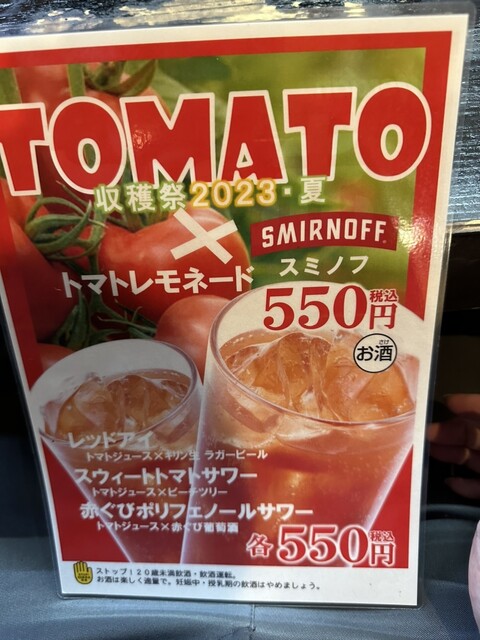 TOMATO
収穫祭2023・夏
×
SMIRNOFF
トマトレモネード
スミノフ
550円 税込
お酒
さけ
レッドアイ
トマトジュース×キリン生 ラガービール
スウィートトマトサワー
トマトジュース×ピーチツリー
赤ぐびポリフェノールサワー
トマトジュース×赤ぐび葡萄酒
各550円 税込
ストップ!20歳未満飲酒・飲酒運転。
お酒は楽しく適量で。妊娠中・授乳期の飲酒はやめましょう。